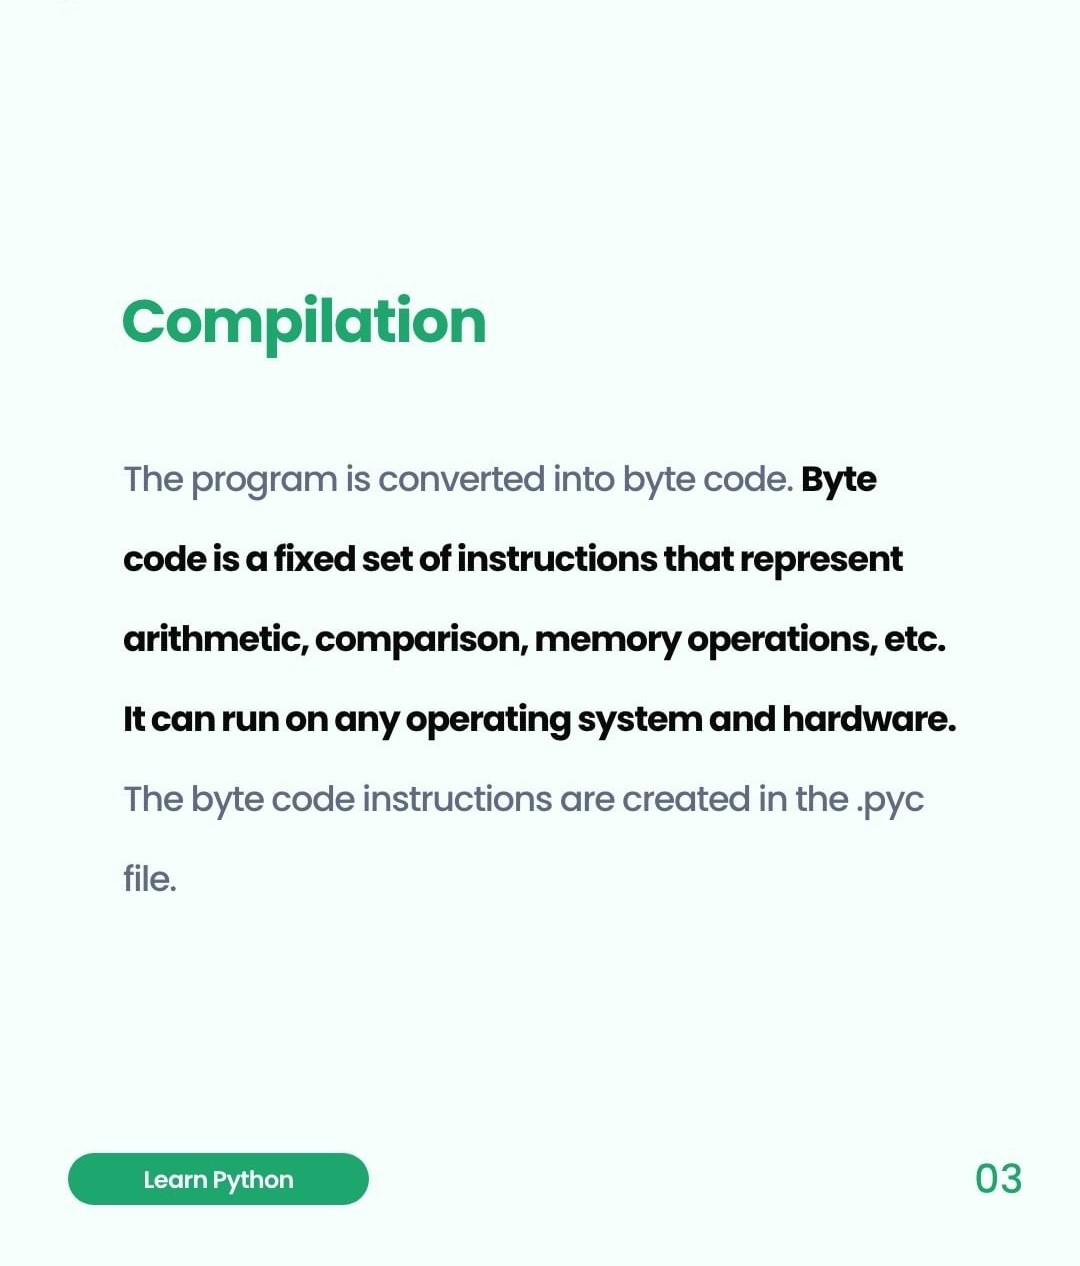 Compilation
The program is converted into byte code. Byte
code is a fixed set of instructions that represent
arithmetic, comparison, memory operations, etc.
It can run on any operating system and hardware.
The byte code instructions are created in the .pyc
file.
Learn Python
03